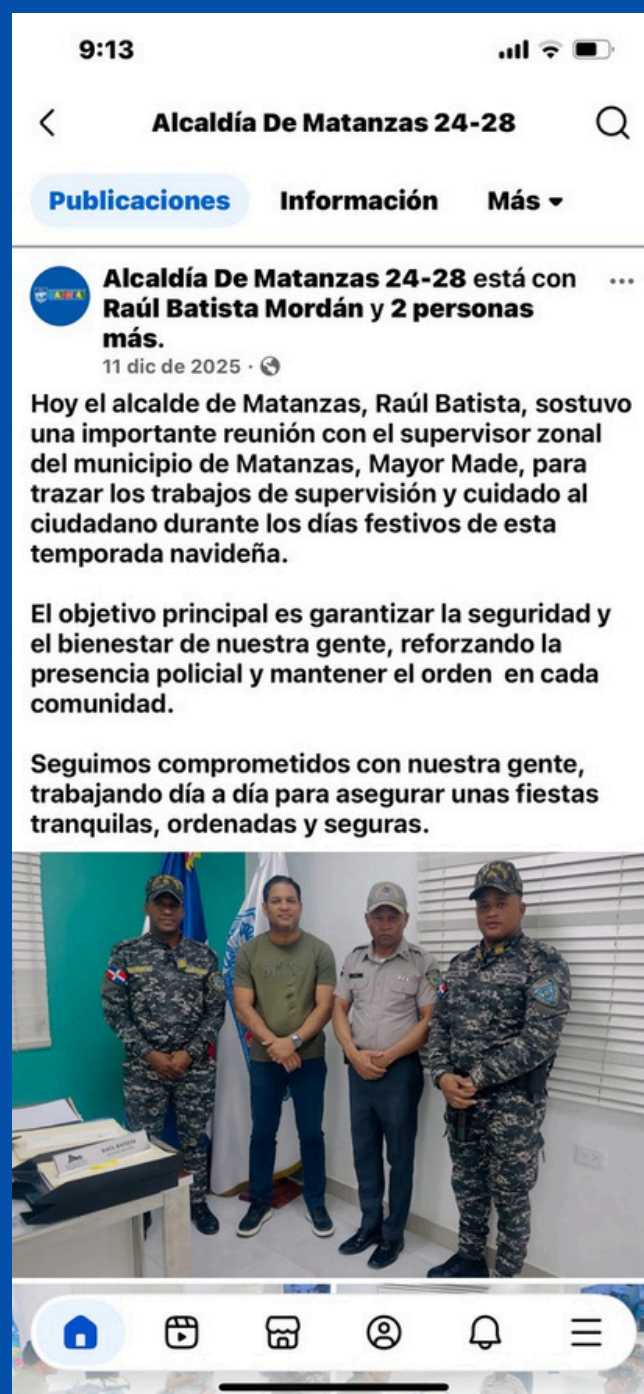 9:13
Alcaldía De Matanzas 24-28
Publicaciones Información Más
Alcaldía De Matanzas 24-28 está con
Raúl Batista Mordán y 2 personas
más.
11 dic de 2025 ·
Hoy el alcalde de Matanzas, Raúl Batista, sostuvo
una importante reunión con el supervisor zonal
del municipio de Matanzas, Mayor Made, para
trazar los trabajos de supervisión y cuidado al
ciudadano durante los días festivos de esta
temporada navideña.
El objetivo principal es garantizar la seguridad y
el bienestar de nuestra gente, reforzando la
presencia policial y mantener el orden  en cada
comunidad.
Seguimos comprometidos con nuestra gente,
trabajando día a día para asegurar unas fiestas
tranquilas, ordenadas y seguras.
RAÚL BATISTA